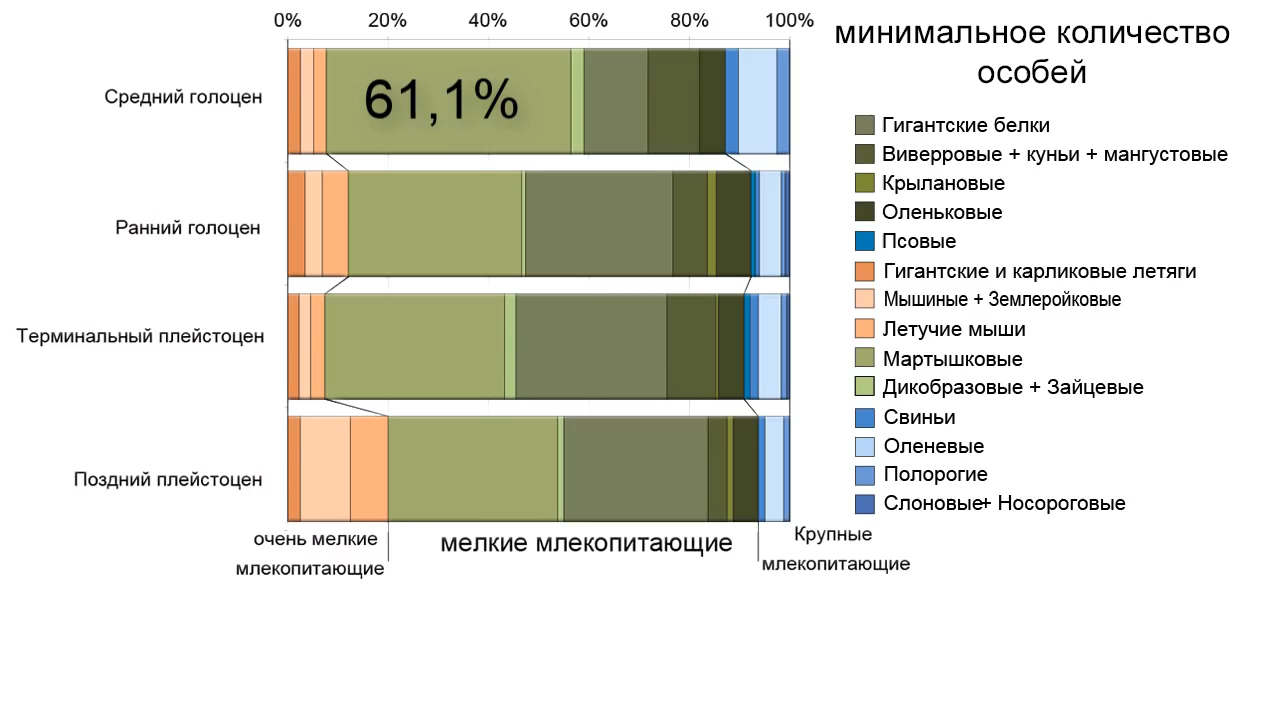 0% 20% 40% 60% 80% 100%
минимальное количество
особей
Средний голоцен
61,1%
Ранний голоцен
Терминальный плейстоцен
Поздний плейстоцен
Гигантские белки
Виверровые + куньи + мангустовые
Крылановые
Оленьковые
Псовые
Гигантские и карликовые летяги
Мышиные + Землеройковые
Летучие мыши
Мартышковые
Дикобразовые + Зайцевые
Свиньи
Оленевые
Полорогие
Слоновые+ Носороговые
очень мелкие
млекопитающие
мелкие млекопитающие
Крупные
млекопитающие